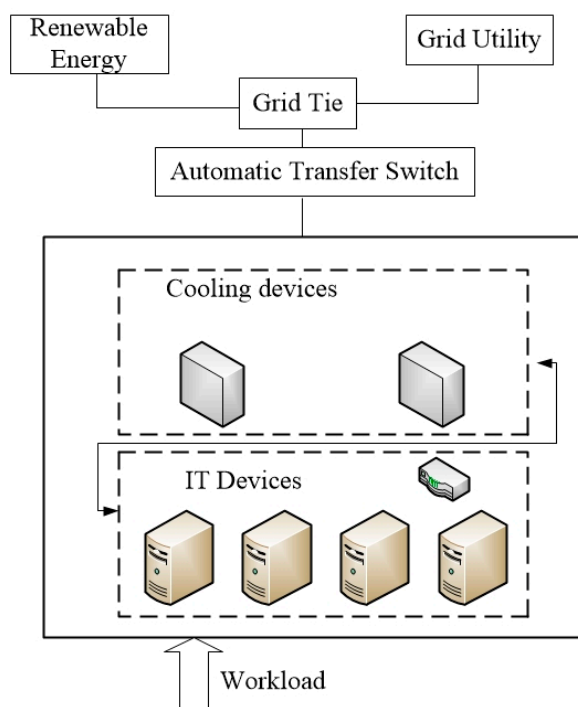 Renewable
Energy
Grid Utility
Grid Tie
Automatic Transfer Switch
Cooling devices
IT Devices
Workload